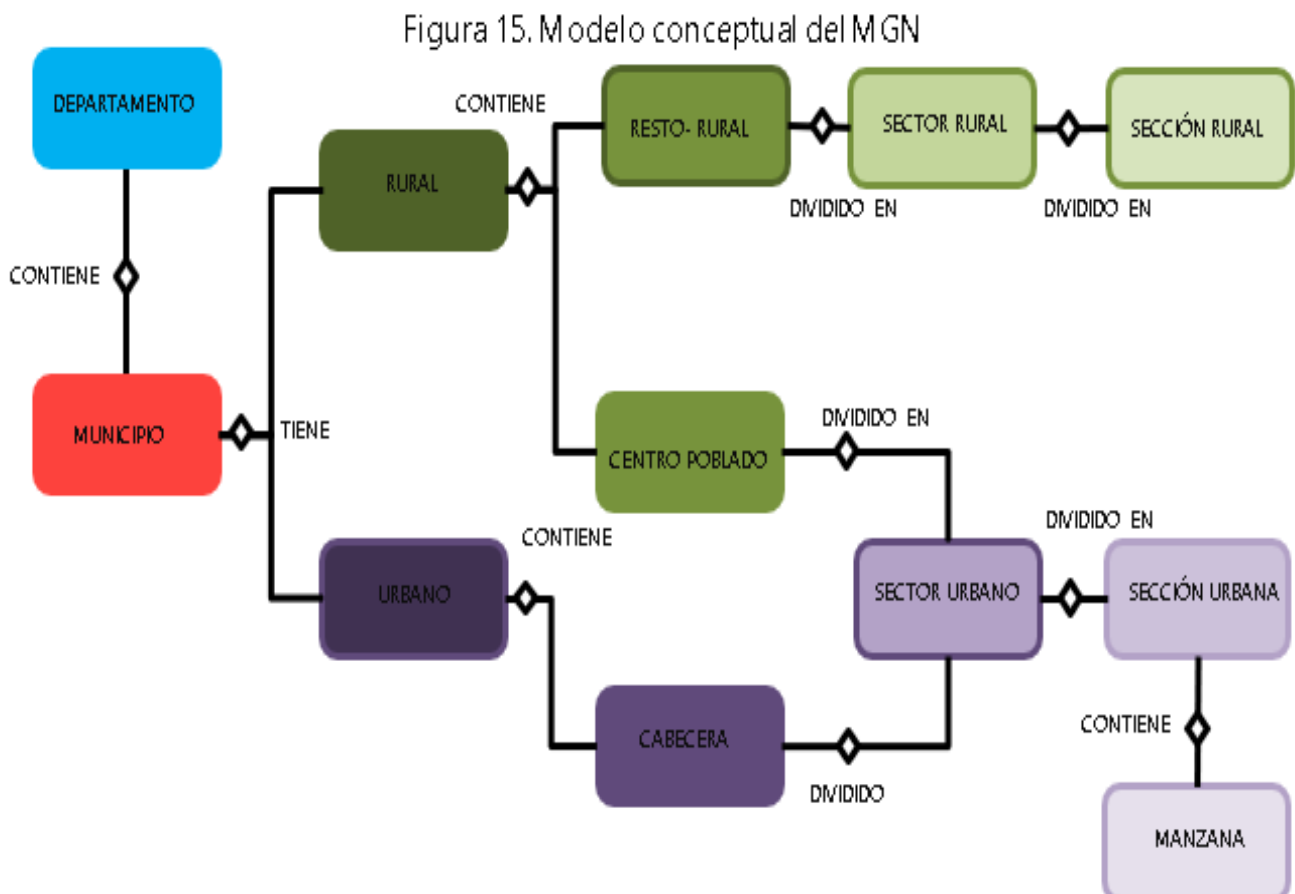 Figura 15. Modelo conceptual del MGN
DEPARTAMENTO
CONTIENE
MUNICIPIO
TIENE
RURAL
CONTIENE
RESTO- RURAL
DIVIDIDO EN
SECTOR RURAL
DIVIDIDO EN
SECCIÓN RURAL
CENTRO POBLADO
DIVIDIDO EN
URBANO
CONTIENE
CABECERA
DIVIDIDO
SECTOR URBANO
DIVIDIDO EN
SECCIÓN URBANA
CONTIENE
MANZANA